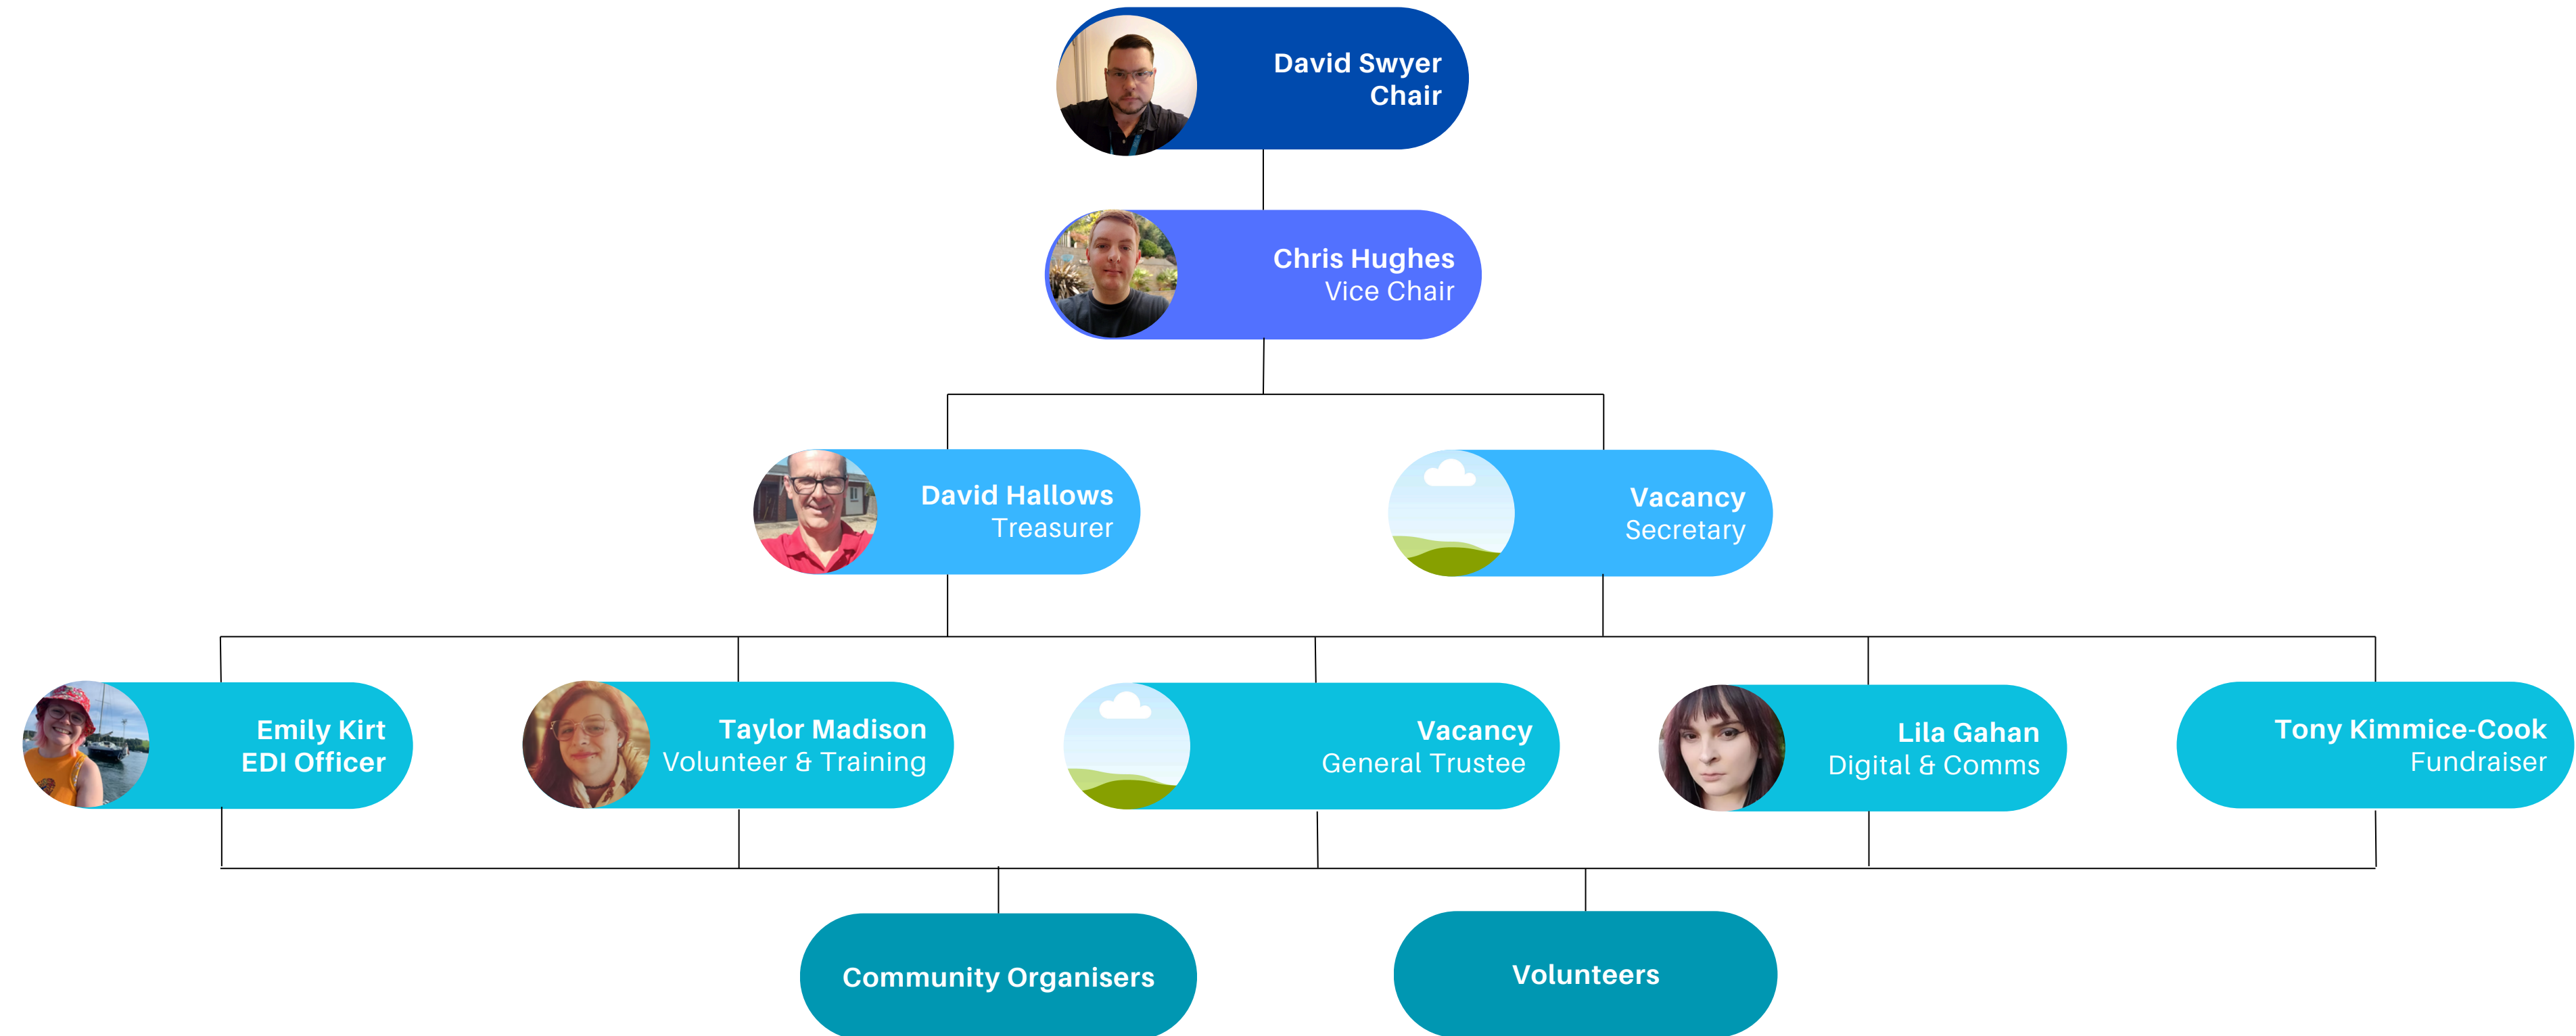 David Swyer
Chair
Chris Hughes
Vice Chair
David Hallows
Treasurer
Vacancy
Secretary
Emily Kirt
EDI Officer
Taylor Madison
Volunteer & Training
Vacancy
General Trustee
Lila Gahan
Digital & Comms
Tony Kimmice-Cook
Fundraiser
Community Organisers
Volunteers